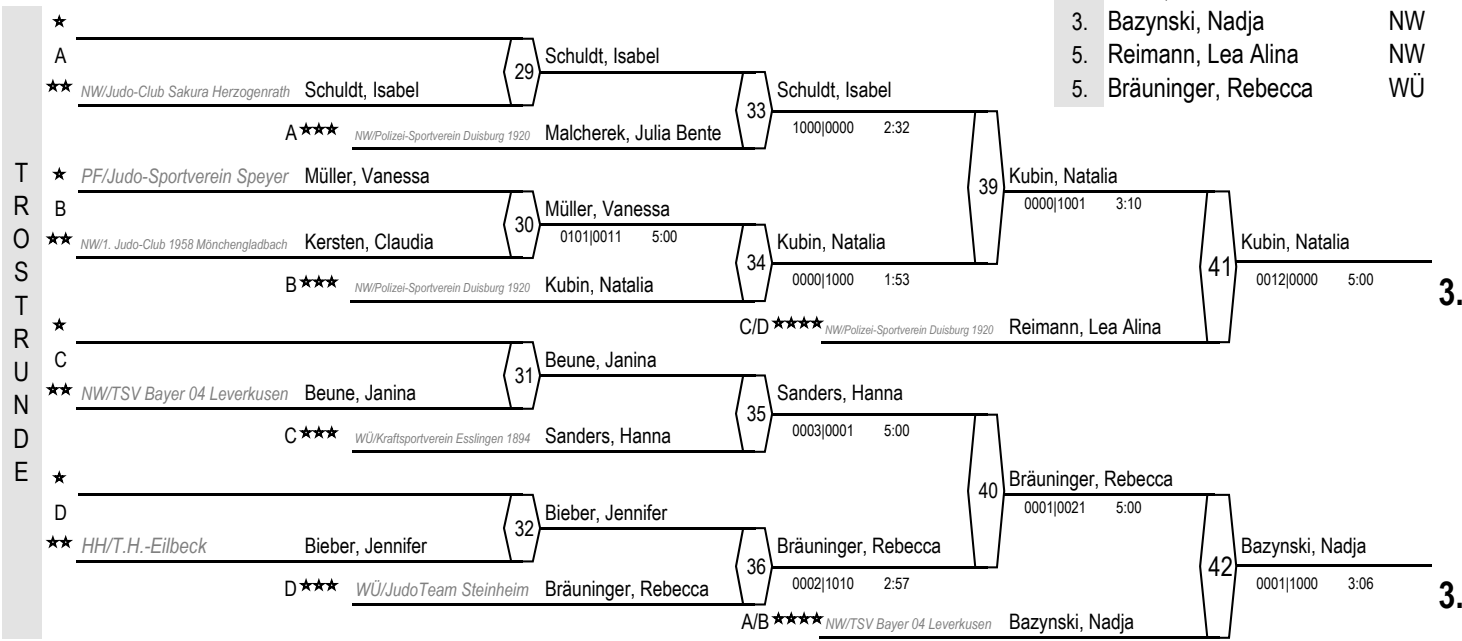 3. Bazynski, Nadja NW
5. Reimann, Lea Alina NW
5. Bräuninger, Rebecca WÜ
TROSTRUNDE
A
29
Schuldt, Isabel
NW/Judo-Club Sakura Herzogenrath Schuldt, Isabel
33
Schuldt, Isabel
1000|0000 2:32
A NW/Polizei-Sportverein Duisburg 1920 Malcherek, Julia Bente
39
Kubin, Natalia
0000|1001 3:10
PF/Judo-Sportverein Speyer Müller, Vanessa
B
30
Müller, Vanessa
0101|0011 5:00
NW/1. Judo-Club 1958 Mönchengladbach Kersten, Claudia
34
Kubin, Natalia
0000|1000 1:53
B NW/Polizei-Sportverein Duisburg 1920 Kubin, Natalia
41
Kubin, Natalia
0012|0000 5:00
3.
C/D NW/Polizei-Sportverein Duisburg 1920 Reimann, Lea Alina
C
31
Beune, Janina
NW/TSV Bayer 04 Leverkusen Beune, Janina
35
Sanders, Hanna
0003|0001 5:00
C WÜ/Kraftsportverein Esslingen 1894 Sanders, Hanna
40
Bräuninger, Rebecca
0001|0021 5:00
D
32
Bieber, Jennifer
HH/T.H.-Eilbeck Bieber, Jennifer
36
Bräuninger, Rebecca
0002|1010 2:57
D WÜ/JudoTeam Steinheim Bräuninger, Rebecca
42
Bazynski, Nadja
0001|1000 3:06
3.
A/B NW/TSV Bayer 04 Leverkusen Bazynski, Nadja